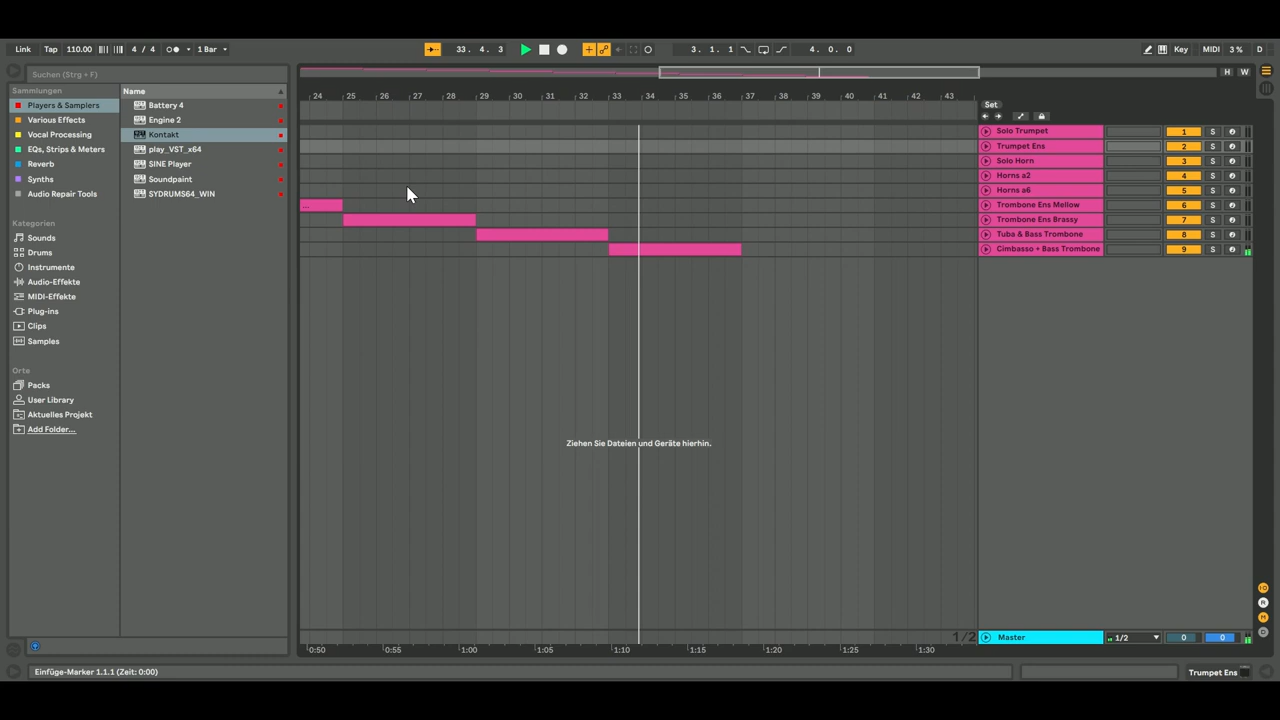 Link Tap 110.00 4 / 4 1 Bar 33. 4. 3 3. 1. 1 4. 0. 0 Key MIDI 3 % D
Suchen (Strg + F)
H W
Sammlungen
Players & Samplers
Various Effects
Vocal Processing
EQs, Strips & Meters
Reverb
Synths
Audio Repair Tools
Kategorien
Sounds
Drums
Instrumente
Audio-Effekte
MIDI-Effekte
Plug-ins
Clips
Samples
Orte
Packs
User Library
Aktuelles Projekt
Add Folder...
Name
Battery 4
Engine 2
Kontakt
play_VST_x64
SINE Player
Soundpaint
SYDRUMS64_WIN
24 25 26 27 28 29 30 31 32 33 34 35 36 37 38 39 40 41 42 43
Set
Solo Trumpet 1 S
Trumpet Ens 2 S
Solo Horn 3 S
Horns a2 4 S
Horns a6 5 S
... Trombone Ens Mellow 6 S
Trombone Ens Brassy 7 S
Tuba & Bass Trombone 8 S
Cimbasso + Bass Trombone 9 S
Ziehen Sie Dateien und Geräte hierhin.
IO
R
M
D
1/2 Master 1/2 0 0
0:50 0:55 1:00 1:05 1:10 1:15 1:20 1:25 1:30
Einfüge-Marker 1.1.1 (Zeit: 0:00) Trumpet Ens